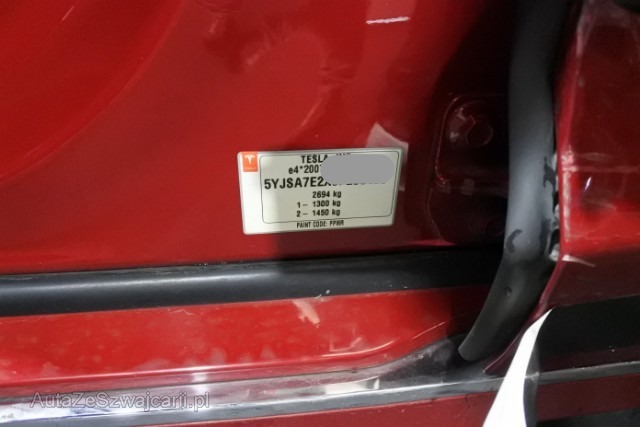 TESLA
e4*2007
5YJSA7E2
2694 kg
1 - 1300 kg
2 - 1450 kg
PAINT CODE: PPMR
AutaZeSzwajcarii.pl